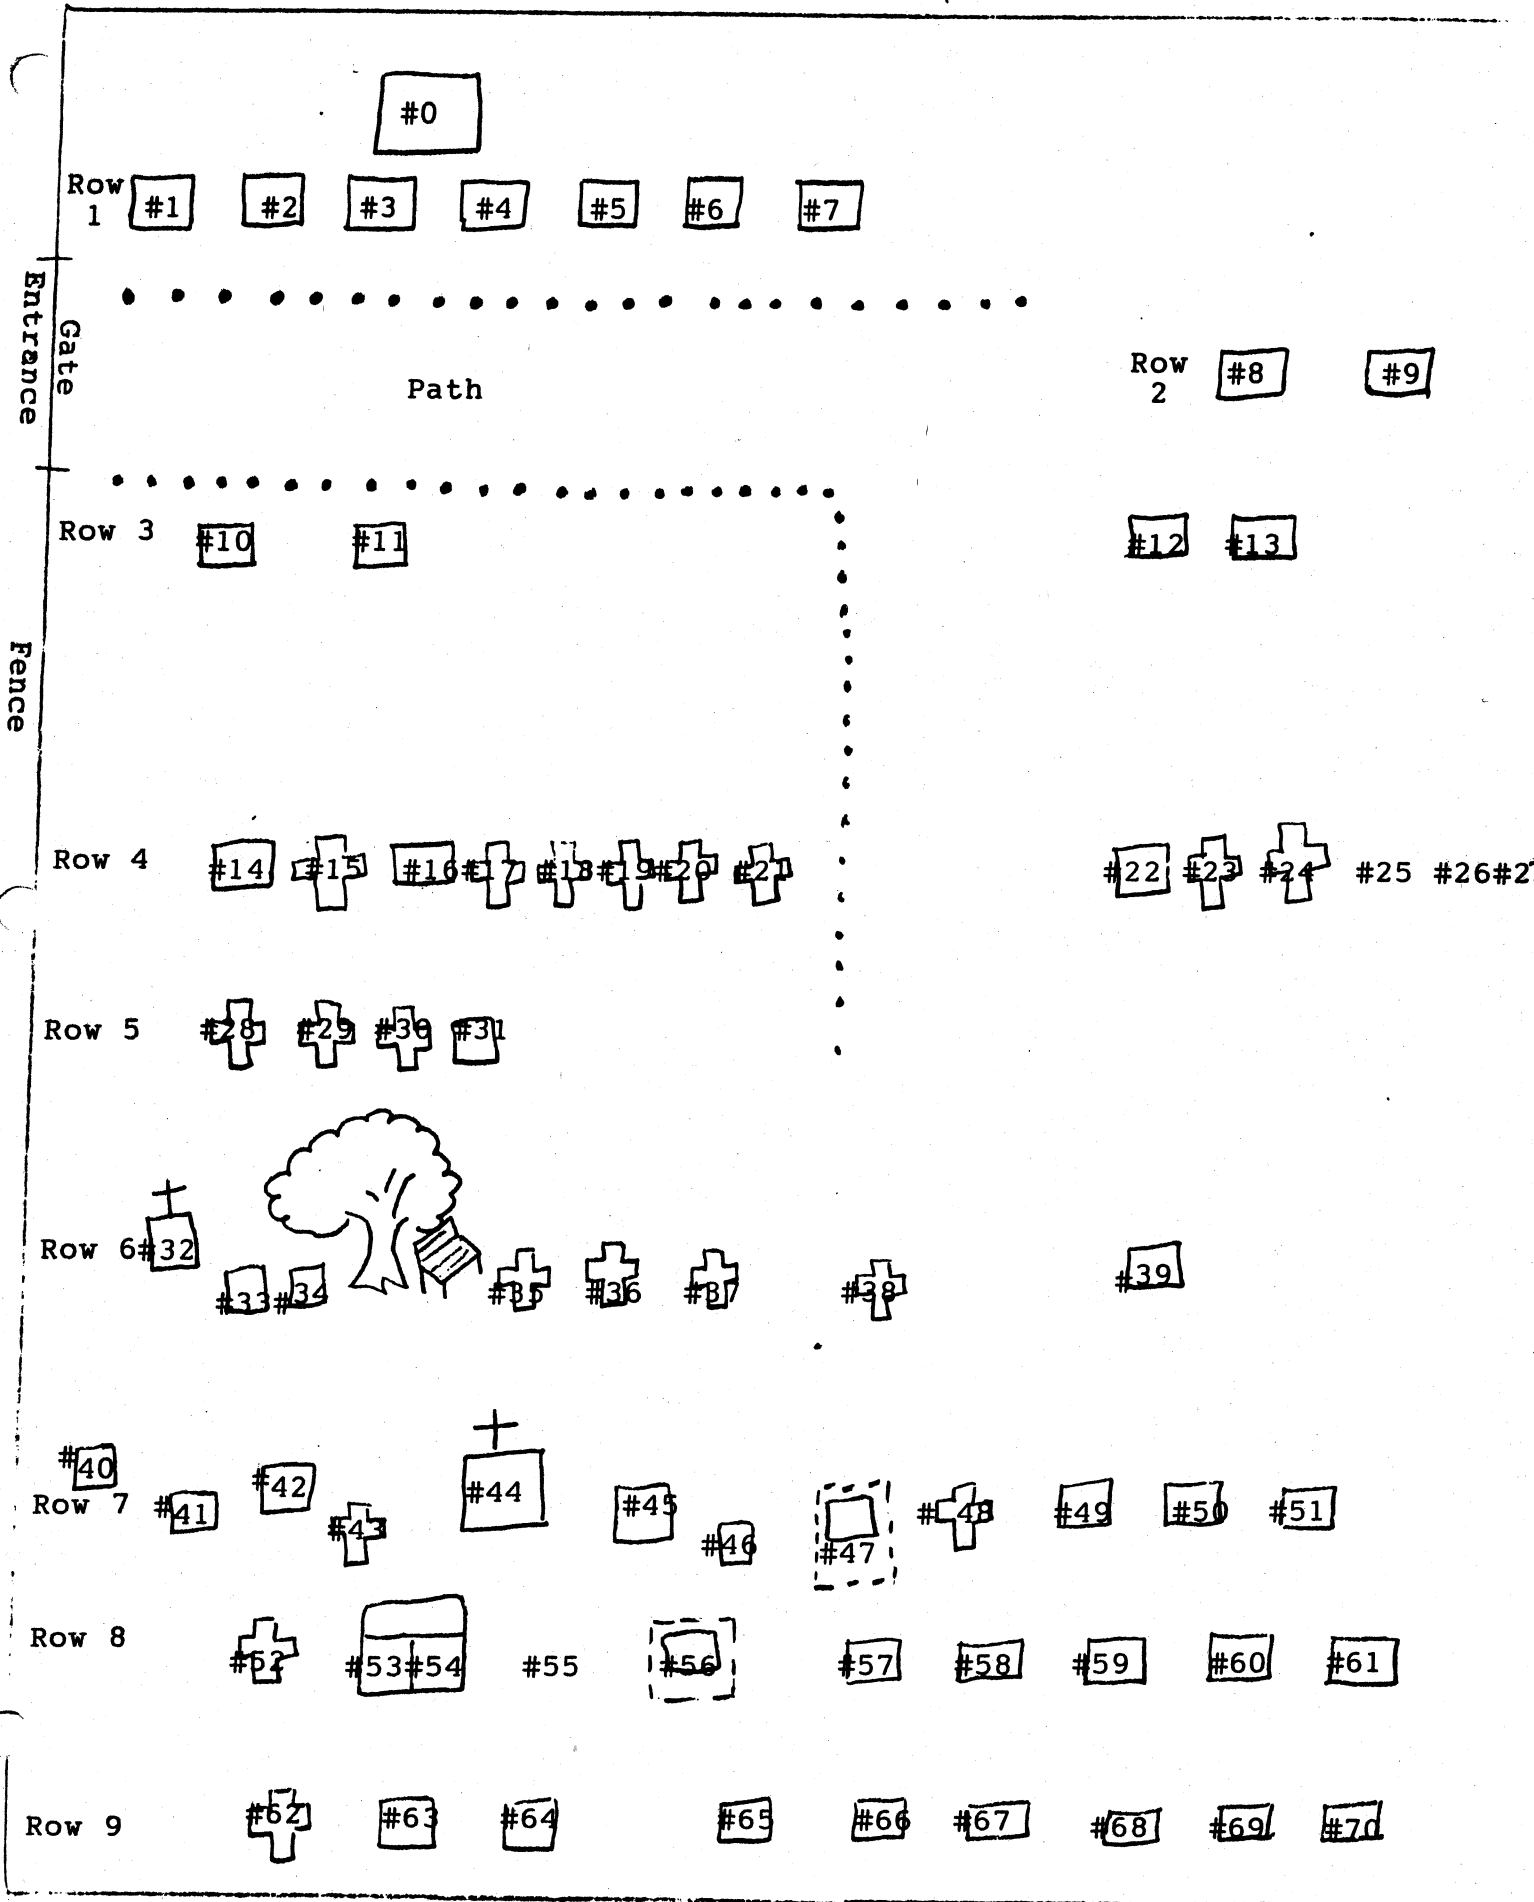 #0
Row 1 #1 #2 #3 #4 #5 #6 #7
Entrance
Gate
Path
Row 2 #8 #9
Row 3 #10 #11 #12 #13
Fence
Row 4 #14 #15 #16 #17 #18 #19 #20 #21 #22 #23 #24 #25 #26 #27
Row 5 #28 #29 #30 #31
Row 6 #32
#33 #34 #35 #36 #37 #38 #39
#40
Row 7 #41 #42 #43 #44 #45 #46 #47 #48 #49 #50 #51
Row 8 #52 #53 #54 #55 #56 #57 #58 #59 #60 #61
Row 9 #62 #63 #64 #65 #66 #67 #68 #69 #70